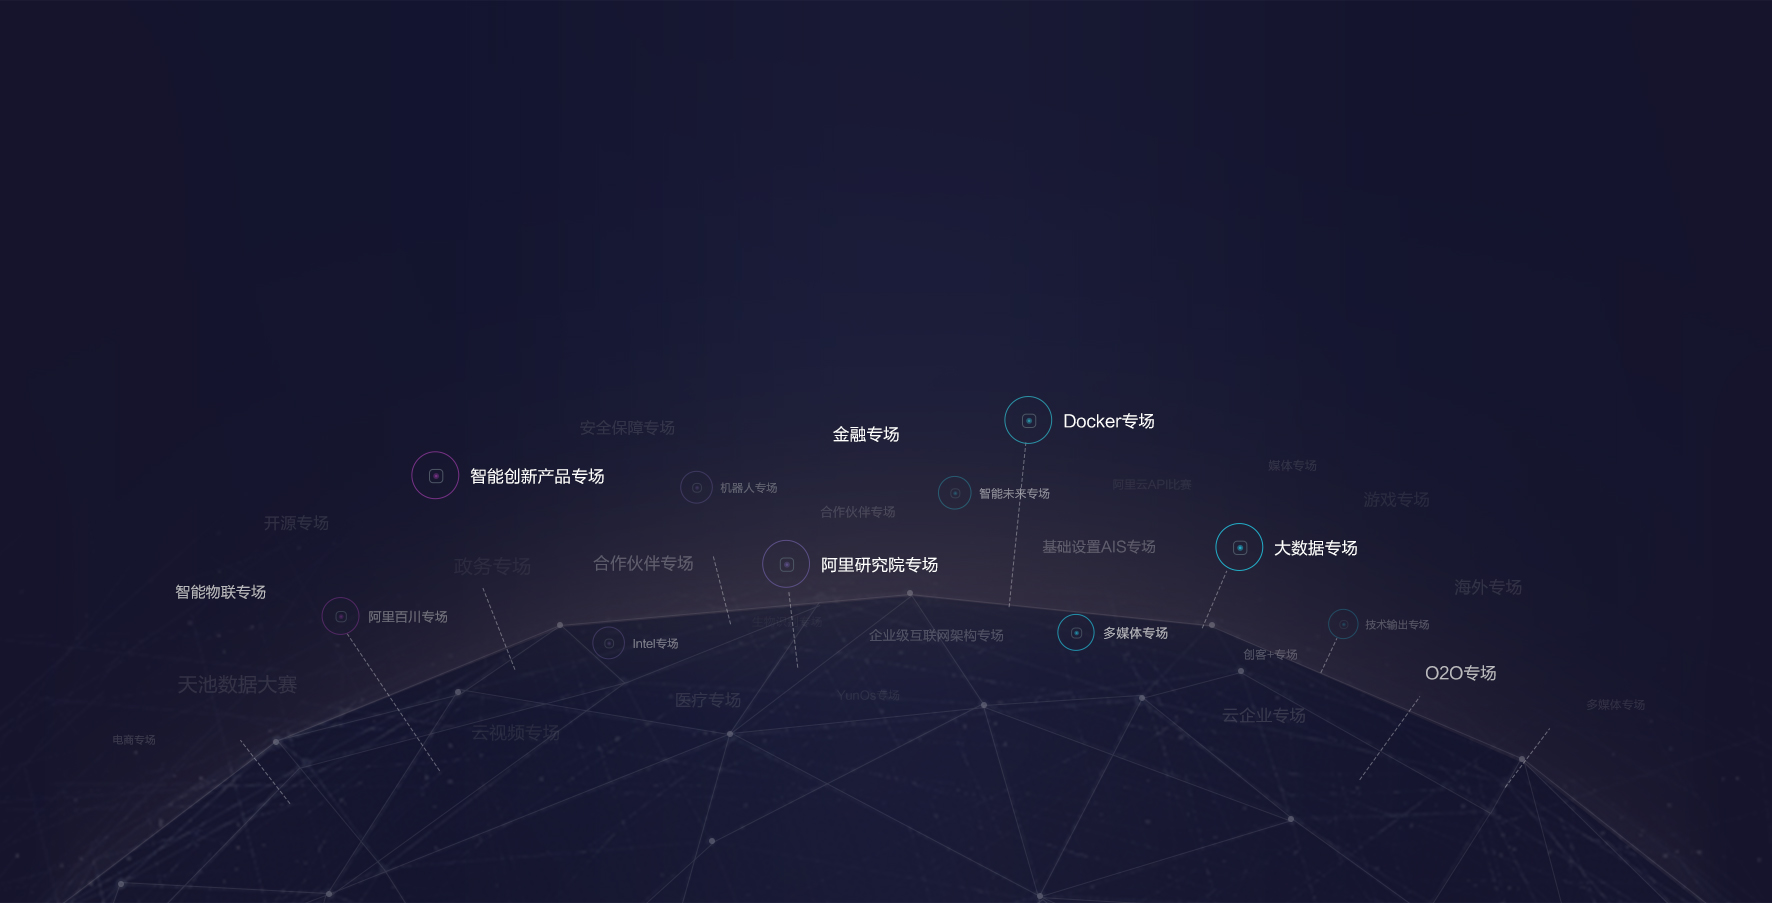 Docker专场
安全保障专场
金融专场
媒体专场
智能创新产品专场
机器人专场
智能未来专场
阿里云API比赛
游戏专场
合作伙伴专场
开源专场
基础设置AIS专场
大数据专场
政务专场
合作伙伴专场
阿里研究院专场
海外专场
智能物联专场
阿里百川专场
技术输出专场
企业级互联网架构专场
多媒体专场
Intel专场
创客+专场
O2O专场
天池数据大赛
医疗专场
YunOs专场
多媒体专场
云企业专场
云视频专场
电商专场